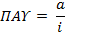 ПАУ = a/i